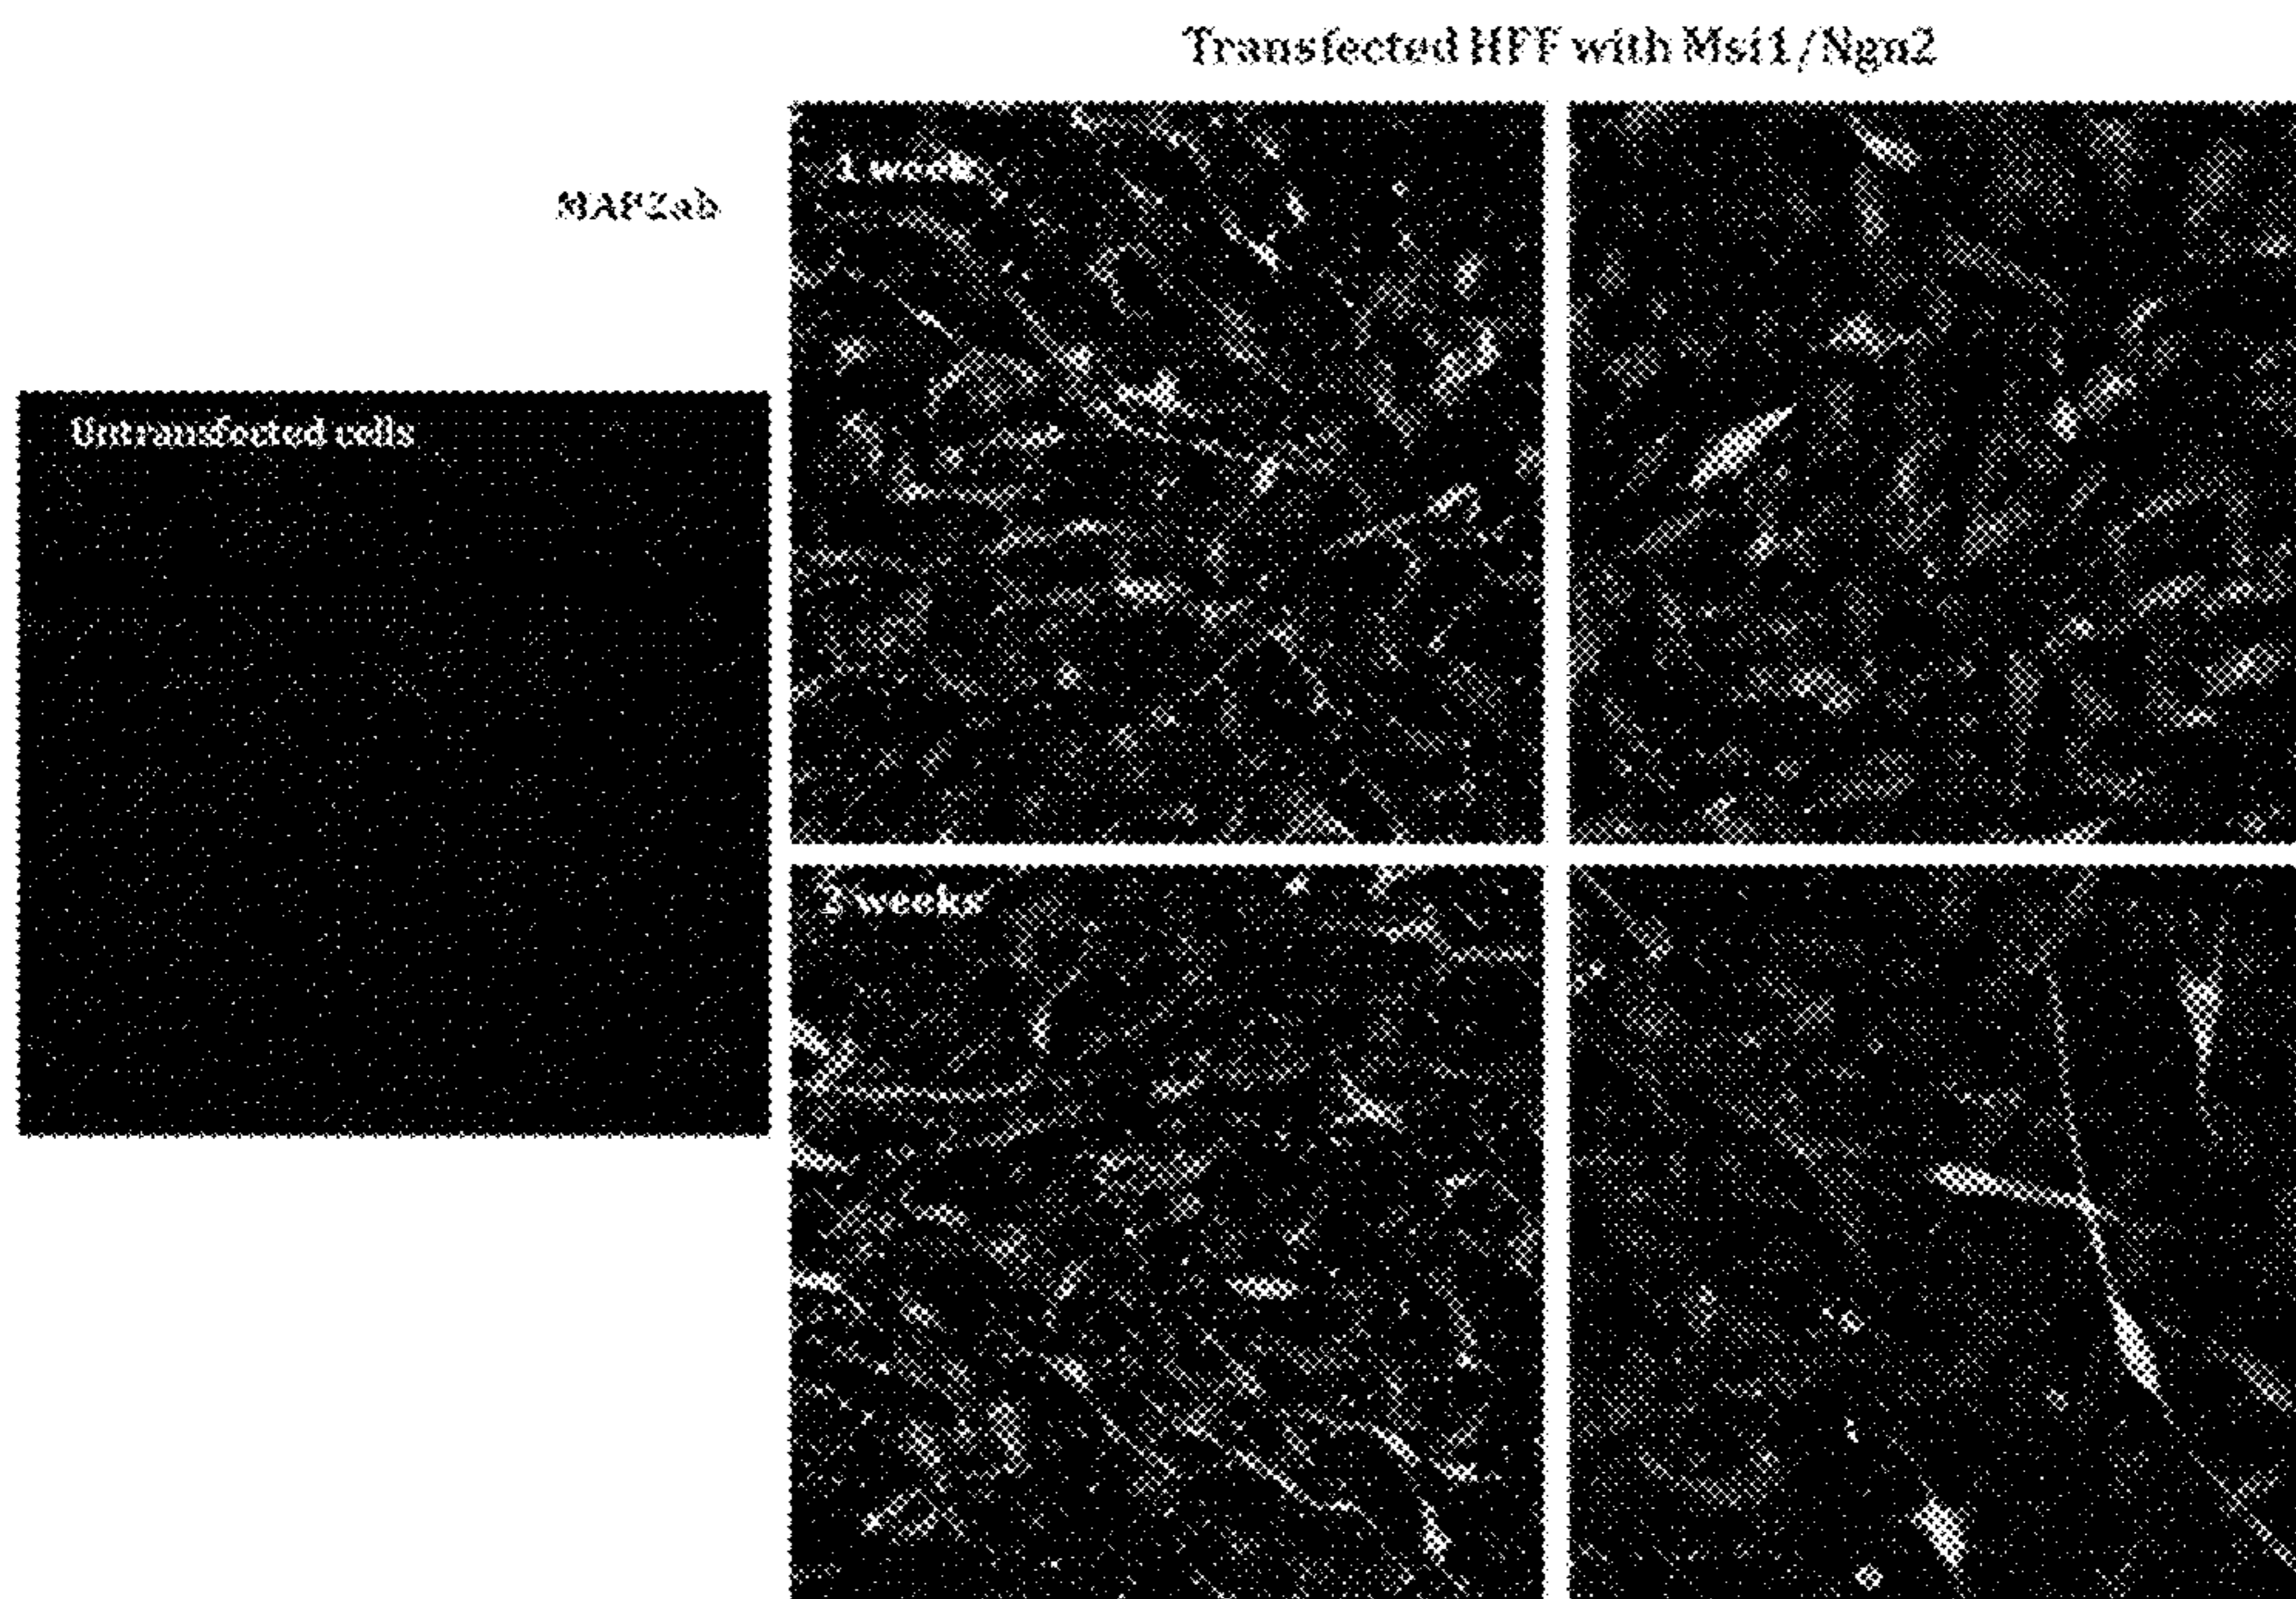 Transfected HFF with Msi1/Ngn2
1 week
MAP2ab
Untransfected cells
2 weeks